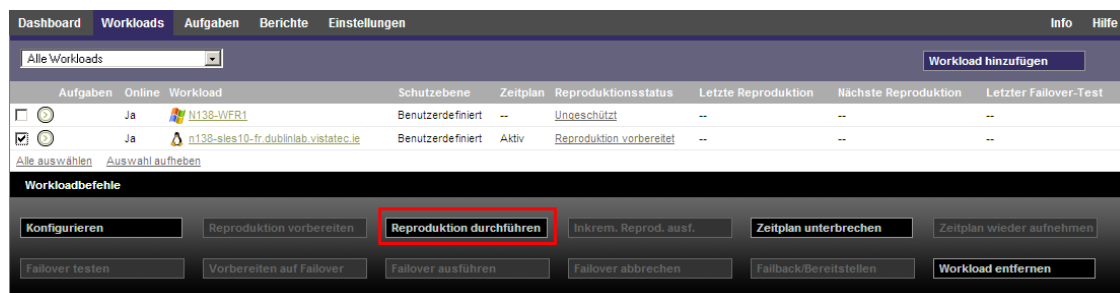 Dashboard Workloads Aufgaben Berichte Einstellungen Info Hilfe
Alle Workloads Workload hinzufügen
Aufgaben Online Workload Schutzebene Zeitplan Reproduktionsstatus Letzte Reproduktion Nächste Reproduktion Letzter Failover-Test
Ja N138-WFR1 Benutzerdefiniert -- Ungeschützt -- -- --
Ja n138-sles10-fr.dublinlab.vistatec.ie Benutzerdefiniert Aktiv Reproduktion vorbereitet -- -- --
Alle auswählen Auswahl aufheben
Workloadbefehle
Konfigurieren Reproduktion vorbereiten Reproduktion durchführen Inkrem. Reprod. ausf. Zeitplan unterbrechen Zeitplan wieder aufnehmen
Failover testen Vorbereiten auf Failover Failover ausführen Failover abbrechen Failback/Bereitstellen Workload entfernen